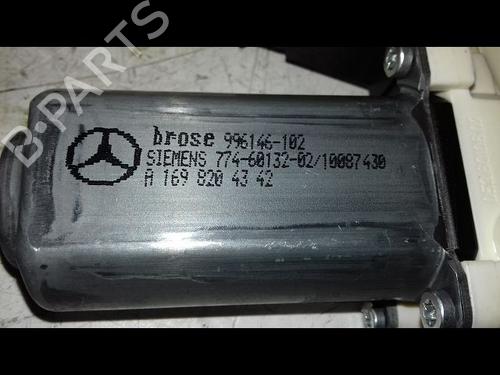 B-PARTS
brose 996146-102
SIEMENS 774-60132-02/10087430
A 169 820 43 42